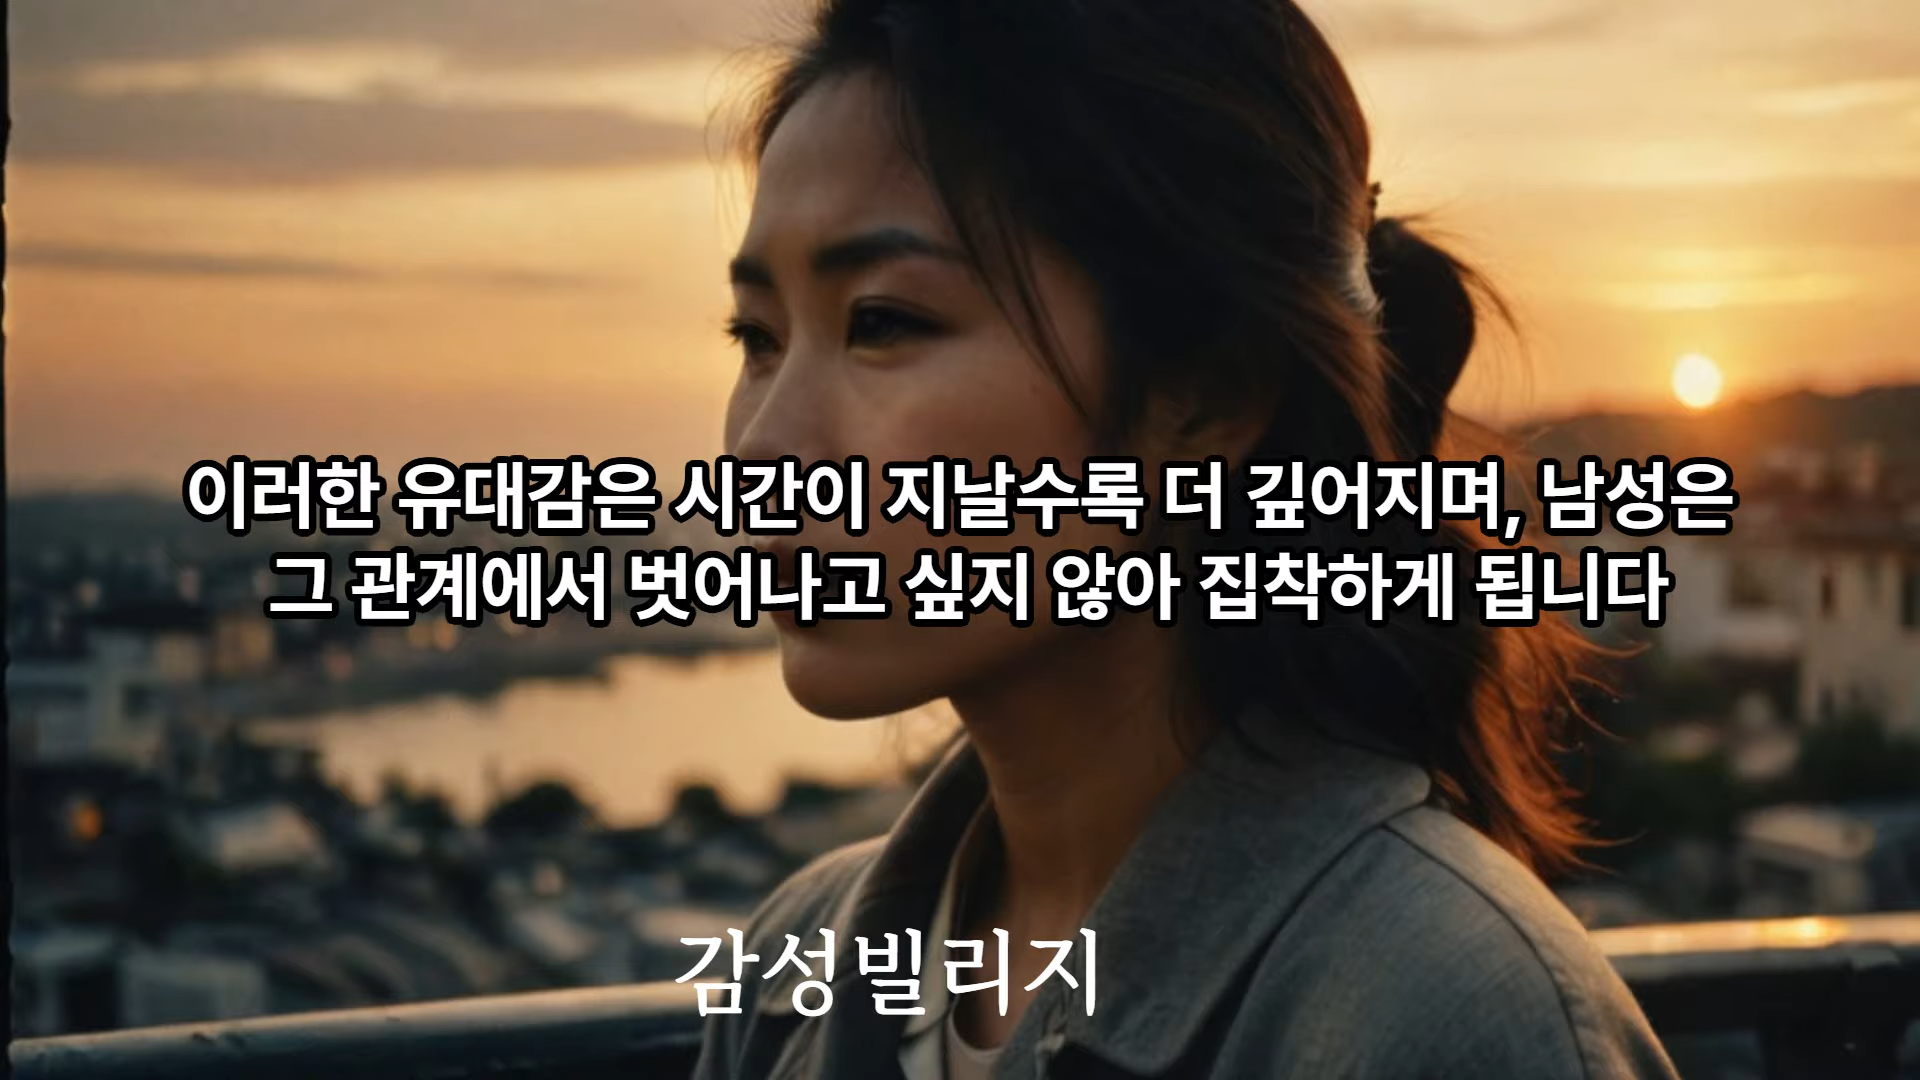 이러한 유대감은 시간이 지날수록 더 깊어지며, 남성은
그 관계에서 벗어나고 싶지 않아 집착하게 됩니다
감성빌리지